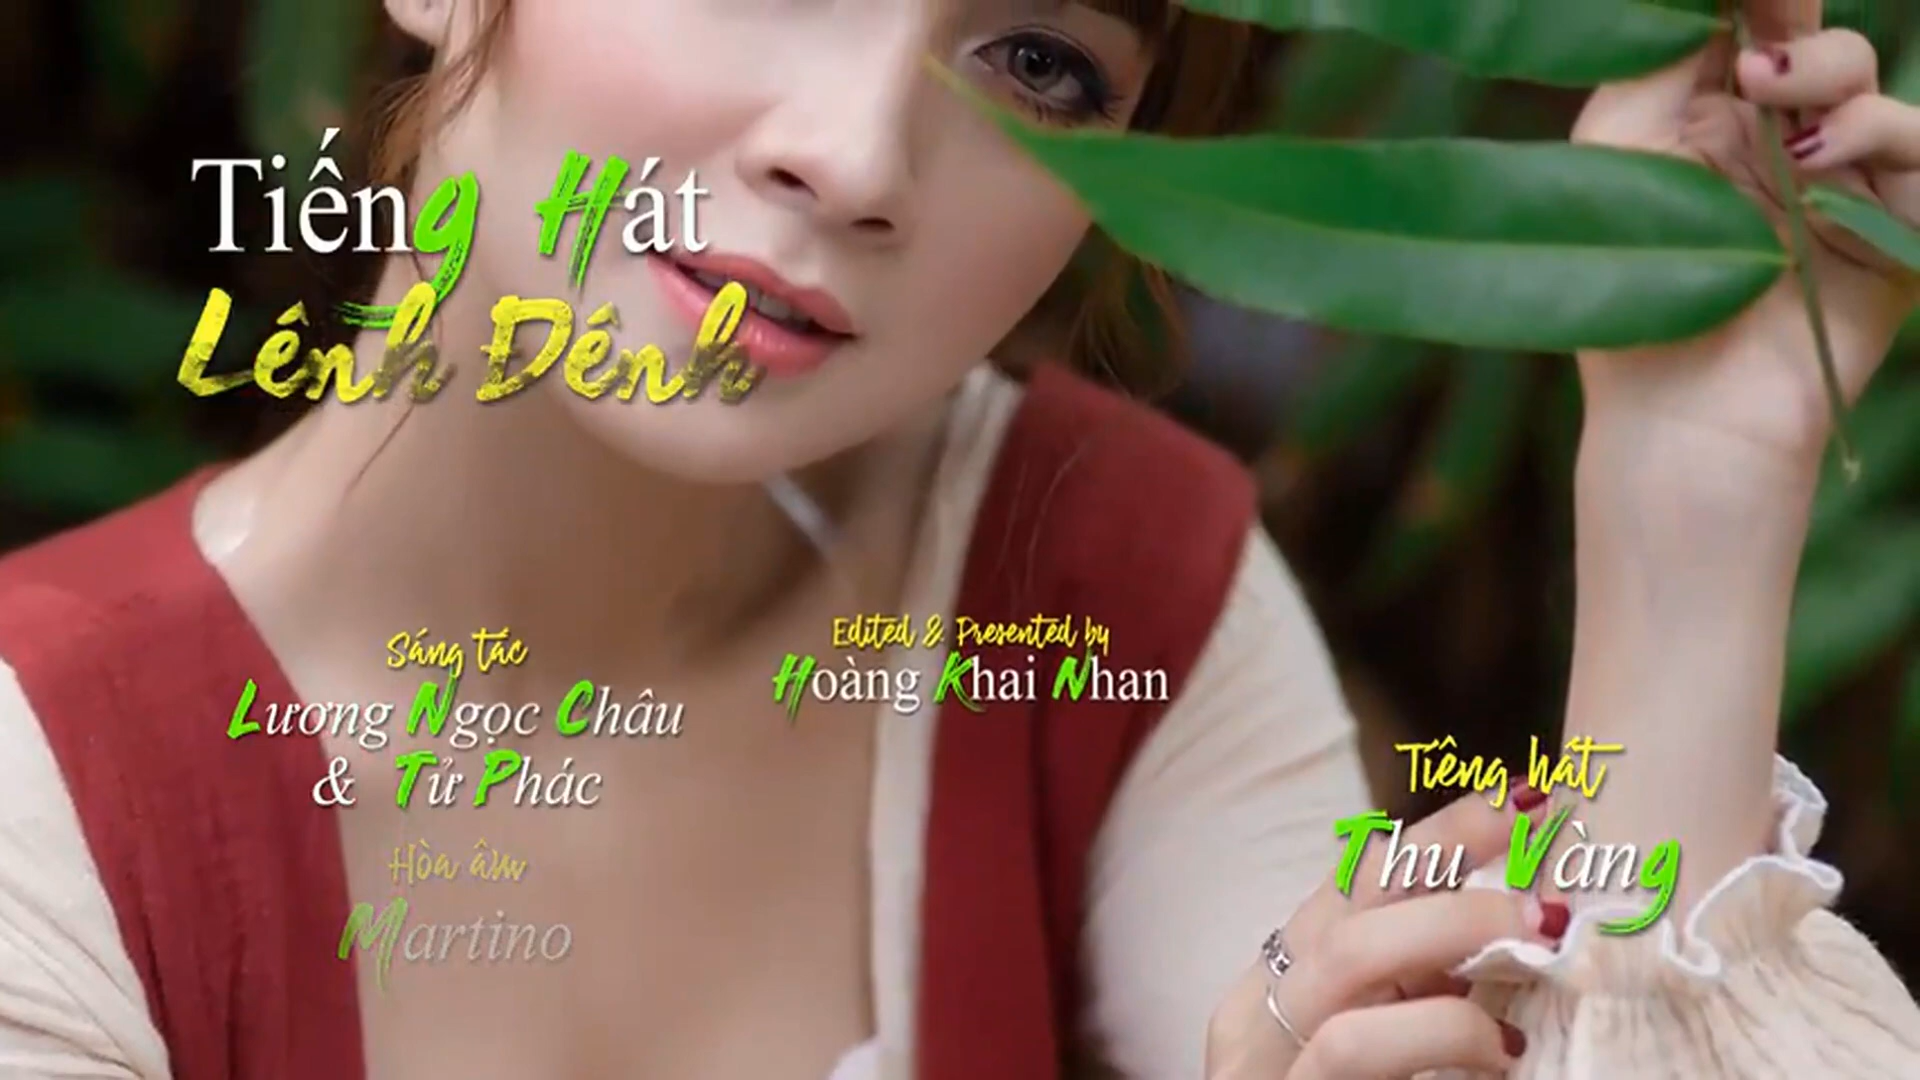 Tiếng Hát
Lênh Đênh
Sáng tác
Lương Ngọc Châu
& Tử Phác
Hòa âm
Martino
Edited & Presented by
Hoàng Khai Nhan
Tiếng hát
Thu Vàng